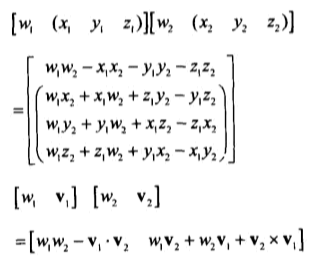 [w₁ (x₁ y₁ z₁)][w₂ (x₂ y₂ z₂)]
= [ w₁w₂ − x₁x₂ − y₁y₂ − z₁z₂
( w₁x₂ + x₁w₂ + z₁y₂ − y₁z₂
w₁y₂ + y₁w₂ + x₁z₂ − z₁x₂
w₁z₂ + z₁w₂ + y₁x₂ − x₁y₂ ) ]
[w₁ v₁] [w₂ v₂]
= [w₁w₂ − v₁ · v₂ w₁v₂ + w₂v₁ + v₂ × v₁]